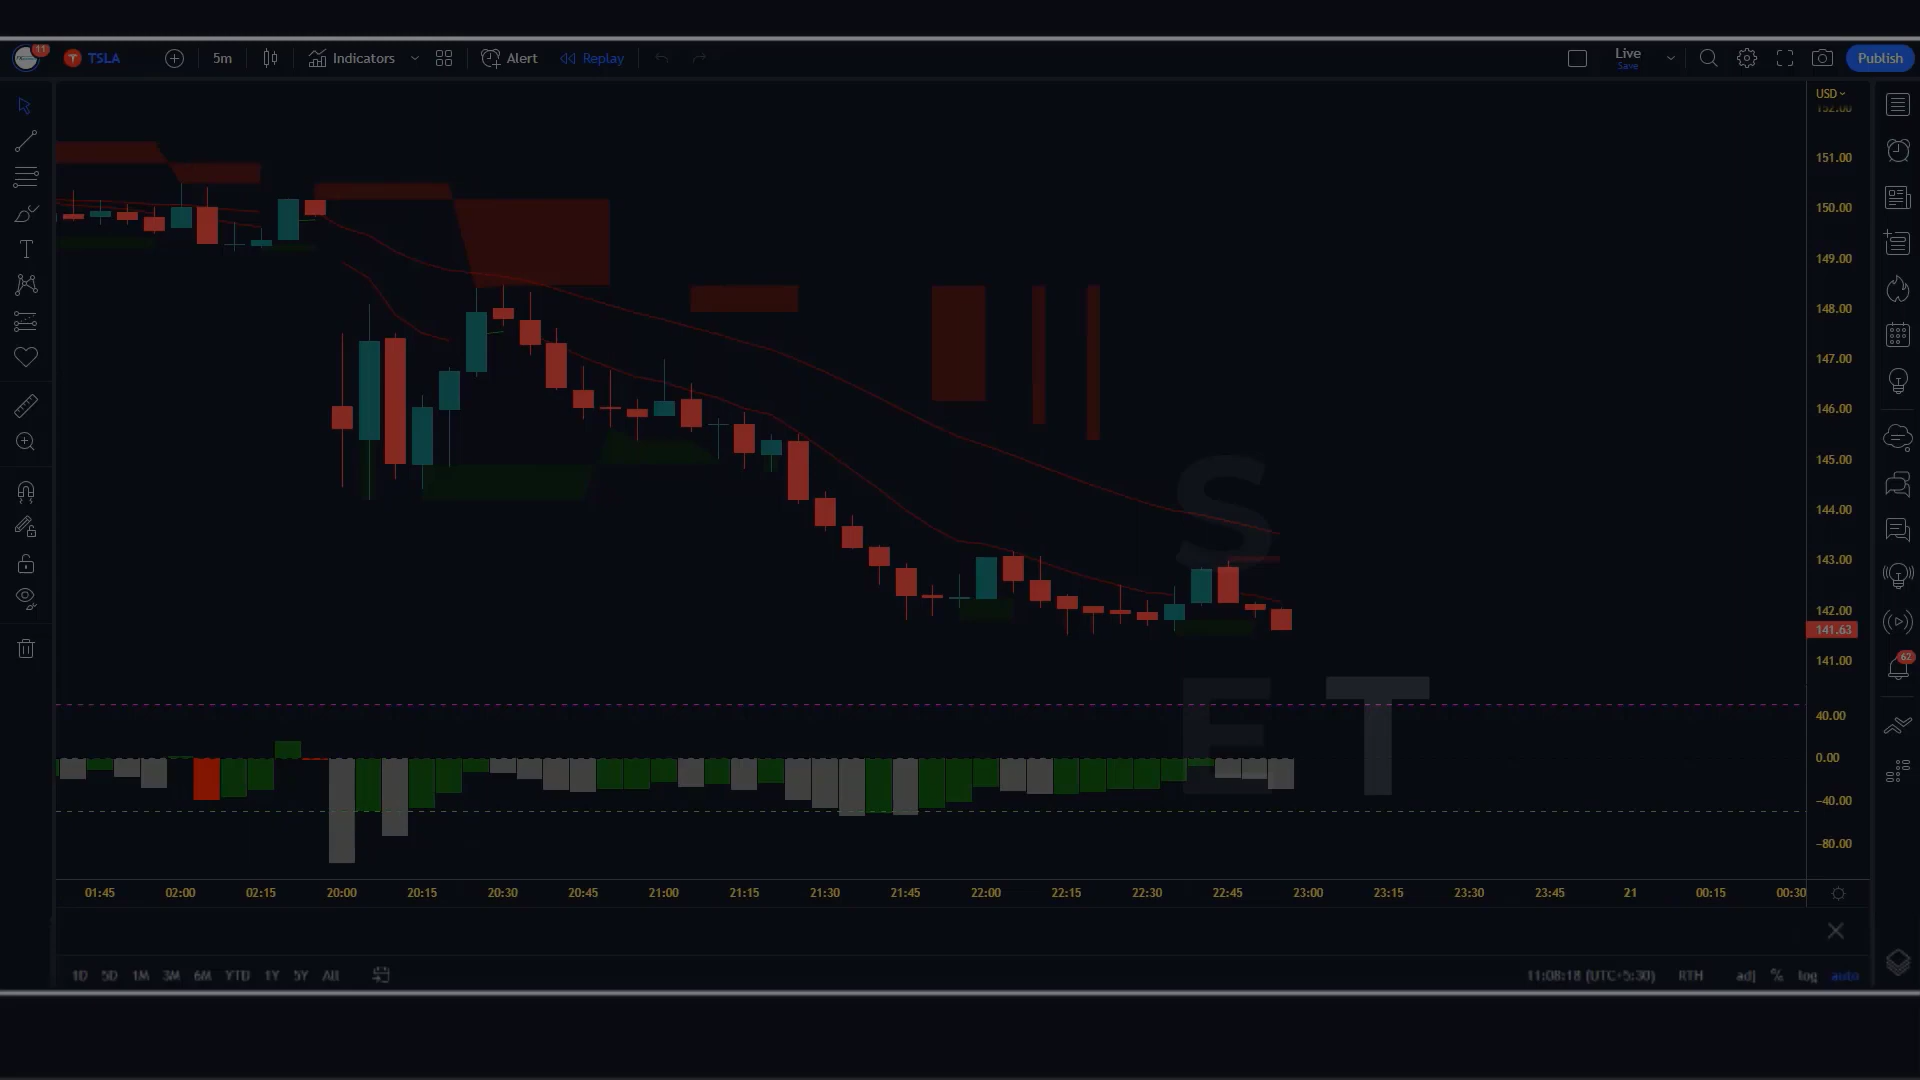 11 TSLA 5m Indicators Alert Replay Live Publish
Save
USD
152.00
151.00
150.00
149.00
148.00
147.00
146.00
145.00
144.00
143.00
142.00
141.63
141.00
62
S
E T
40.00
0.00
−40.00
−80.00
01:45 02:00 02:15 20:00 20:15 20:30 20:45 21:00 21:15 21:30 21:45 22:00 22:15 22:30 22:45 23:00 23:15 23:30 23:45 21 00:15 00:30
1D 5D 1M 3M 6M YTD 1Y 5Y All 11:08:18 (UTC+5:30) RTH adj % log auto